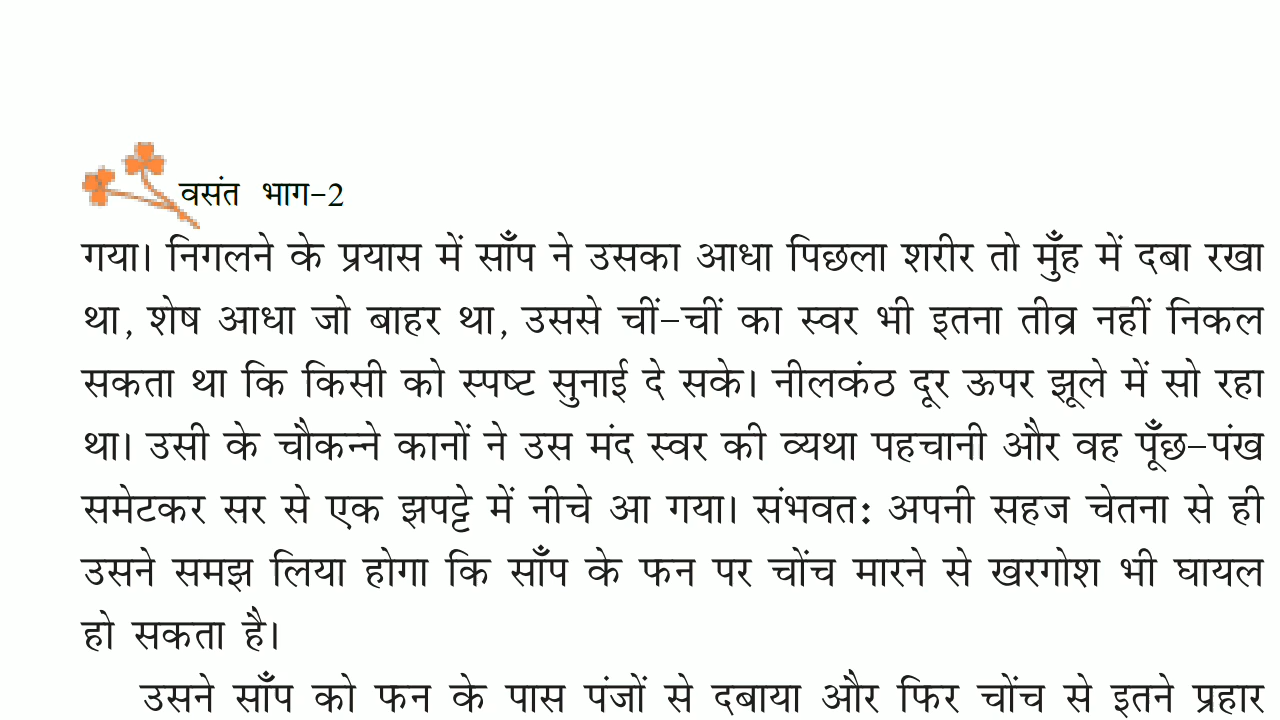 वसंत भाग-2
गया। निगलने के प्रयास में साँप ने उसका आधा पिछला शरीर तो मुँह में दबा रखा
था, शेष आधा जो बाहर था, उससे चीं-चीं का स्वर भी इतना तीव्र नहीं निकल
सकता था कि किसी को स्पष्ट सुनाई दे सके। नीलकंठ दूर ऊपर झूले में सो रहा
था। उसी के चौकन्ने कानों ने उस मंद स्वर की व्यथा पहचानी और वह पूँछ-पंख
समेटकर सर से एक झपट्टे में नीचे आ गया। संभवतः अपनी सहज चेतना से ही
उसने समझ लिया होगा कि साँप के फन पर चोंच मारने से खरगोश भी घायल
हो सकता है।
उसने साँप को फन के पास पंजों से दबाया और फिर चोंच से इतने प्रहार